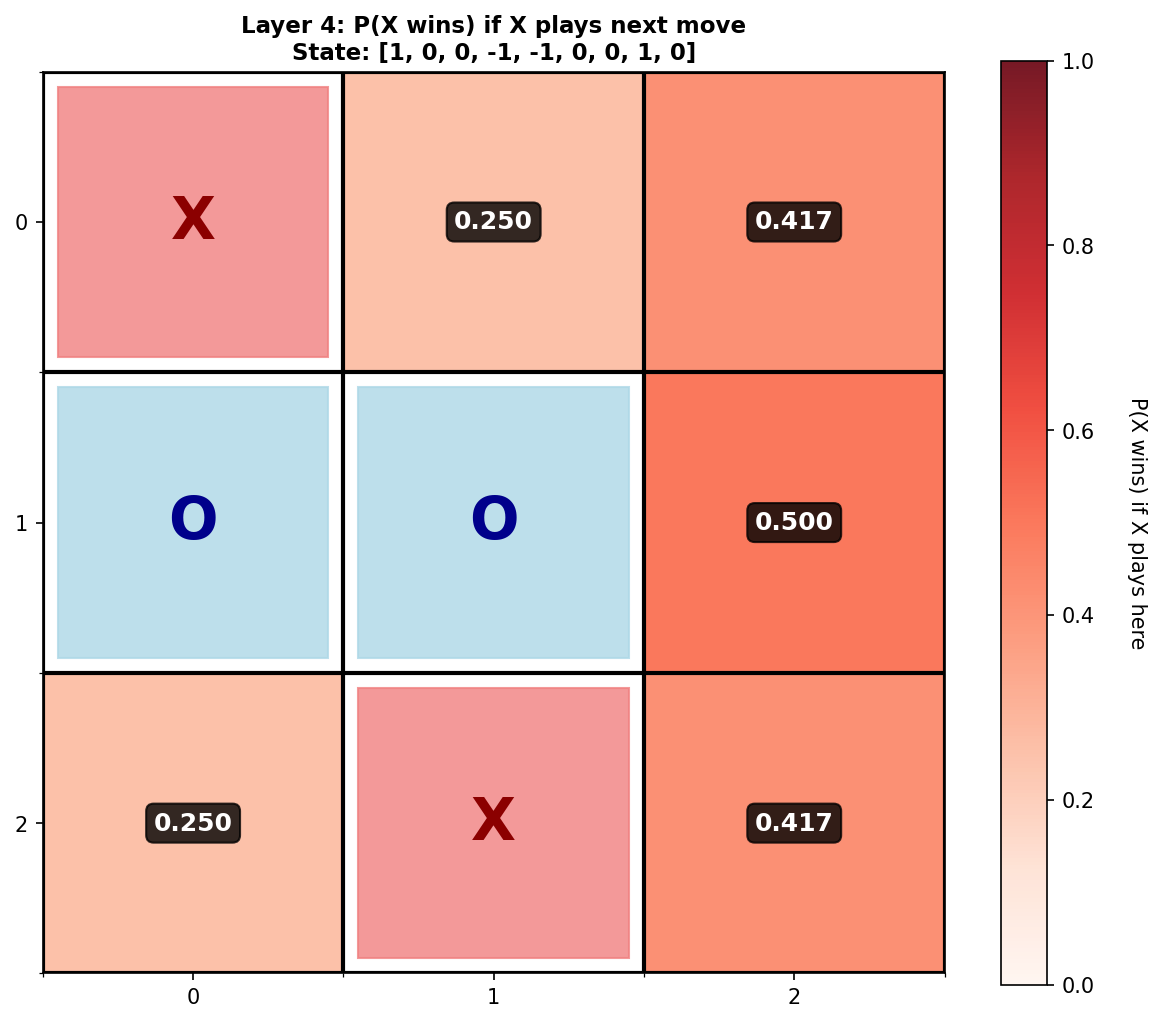 Layer 4: P(X wins) if X plays next move
State: [1, 0, 0, -1, -1, 0, 0, 1, 0]
0
X
0.250
0.417
1
O
O
0.500
2
0.250
X
0.417
0
1
2
1.0
0.8
0.6
0.4
0.2
0.0
P(X wins) if X plays here